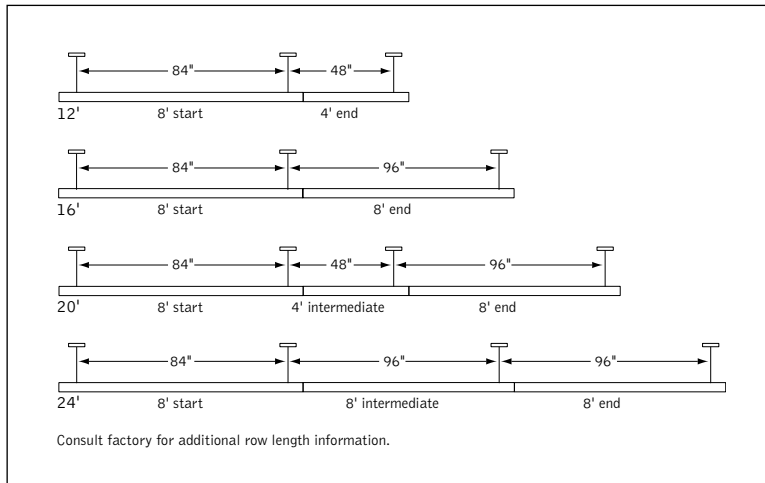 84" 48"
12' 8' start 4' end
84" 96"
16' 8' start 8' end
84" 48" 96"
20' 8' start 4' intermediate 8' end
84" 96" 96"
24' 8' start 8' intermediate 8' end
Consult factory for additional row length information.